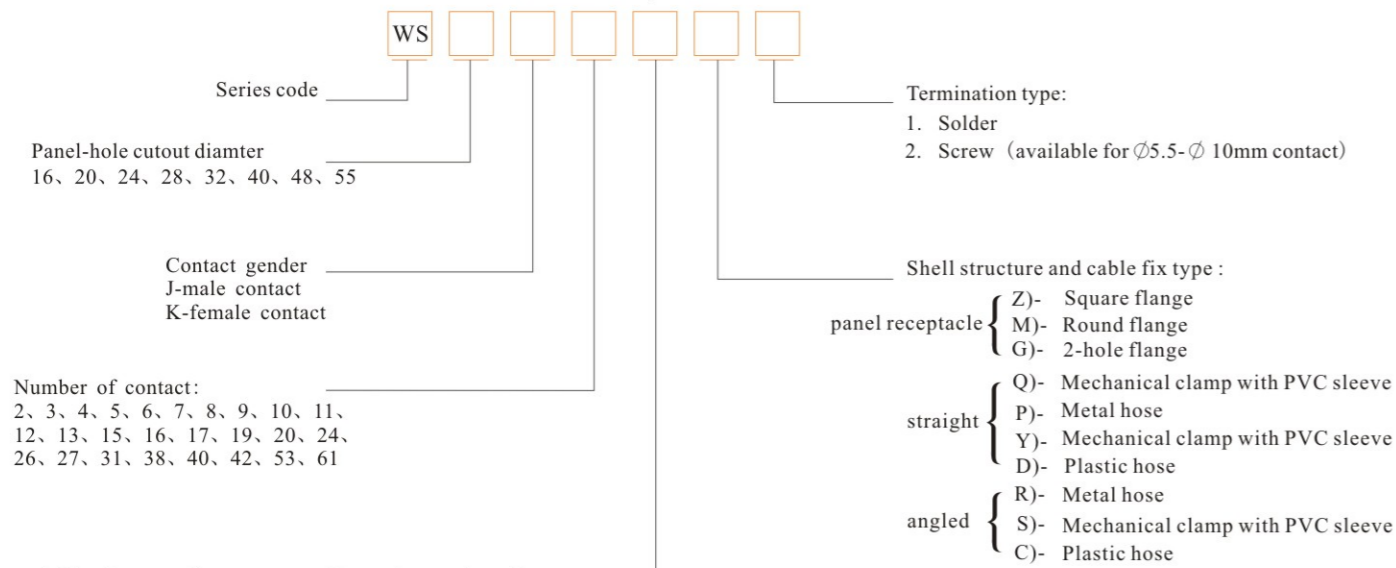 WS
Series code
Panel-hole cutout diamter
16、20、24、28、32、40、48、55
Contact gender
J-male contact
K-female contact
Number of contact:
2、3、4、5、6、7、8、9、10、11、
12、13、15、16、17、19、20、24、
26、27、31、38、40、42、53、61
Termination type:
1. Solder
2. Screw（available for ∅5.5-∅ 10mm contact）
Shell structure and cable fix type :
panel receptacle
Z)- Square flange
M)- Round flange
G)- 2-hole flange
straight
Q)- Mechanical clamp with PVC sleeve
P)- Metal hose
Y)- Mechanical clamp with PVC sleeve
D)- Plastic hose
angled
R)- Metal hose
S)- Mechanical clamp with PVC sleeve
C)- Plastic hose